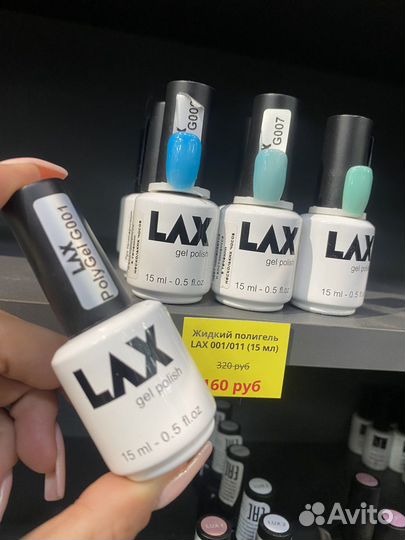 LAX
G007
LAX
gel polish
15 ml - 0.5 fl.oz
LAX
gel polish
15 ml - 0.5 fl.oz
LAX
gel polish
15 ml - 0.5 fl.oz
LAX
PolyGel G001
LAX
gel polish
15 ml - 0.5 fl.oz
Жидкий полигель
LAX 001/011 (15 мл)
320 руб
160 руб
Avito